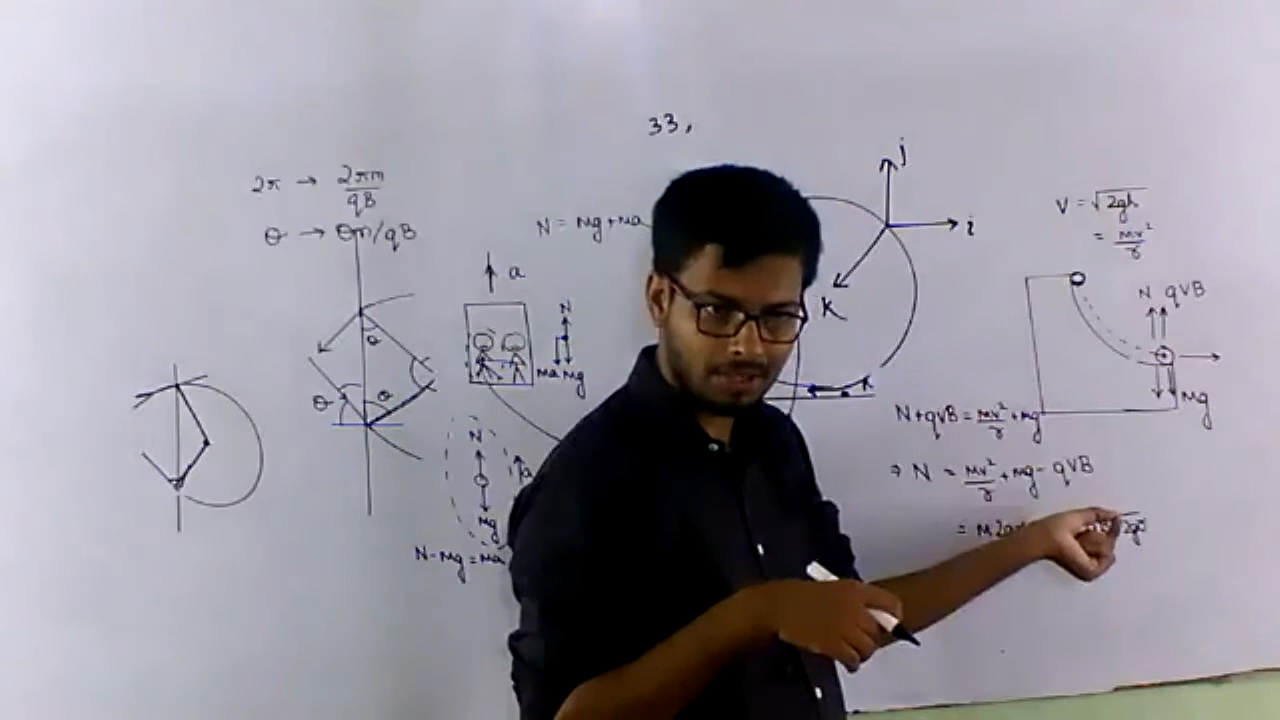 33,
2π → 2πm/qB
θ → θm/qB
θ
θ
θ
N = mg+ma
a
N
ma mg
N
a
mg
N-mg = ma
j
i
K
V = √2gh
= mv²/r
N qVB
mg
N+qVB = mv²/r + mg
⇒ N = mv²/r + mg - qVB